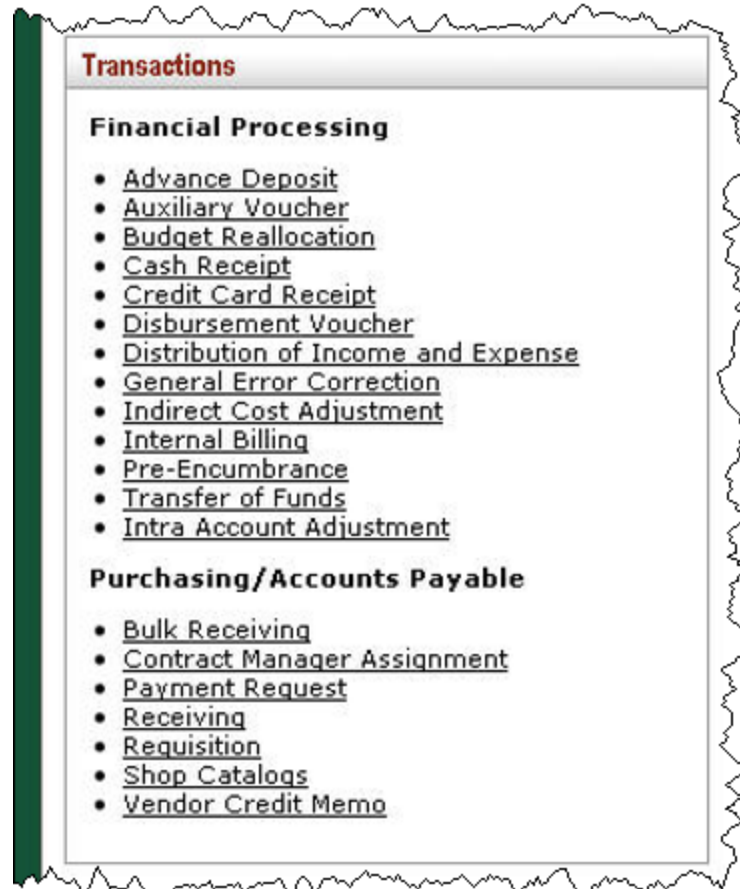 Transactions
Financial Processing
• Advance Deposit
• Auxiliary Voucher
• Budget Reallocation
• Cash Receipt
• Credit Card Receipt
• Disbursement Voucher
• Distribution of Income and Expense
• General Error Correction
• Indirect Cost Adjustment
• Internal Billing
• Pre-Encumbrance
• Transfer of Funds
• Intra Account Adjustment
Purchasing/Accounts Payable
• Bulk Receiving
• Contract Manager Assignment
• Payment Request
• Receiving
• Requisition
• Shop Catalogs
• Vendor Credit Memo